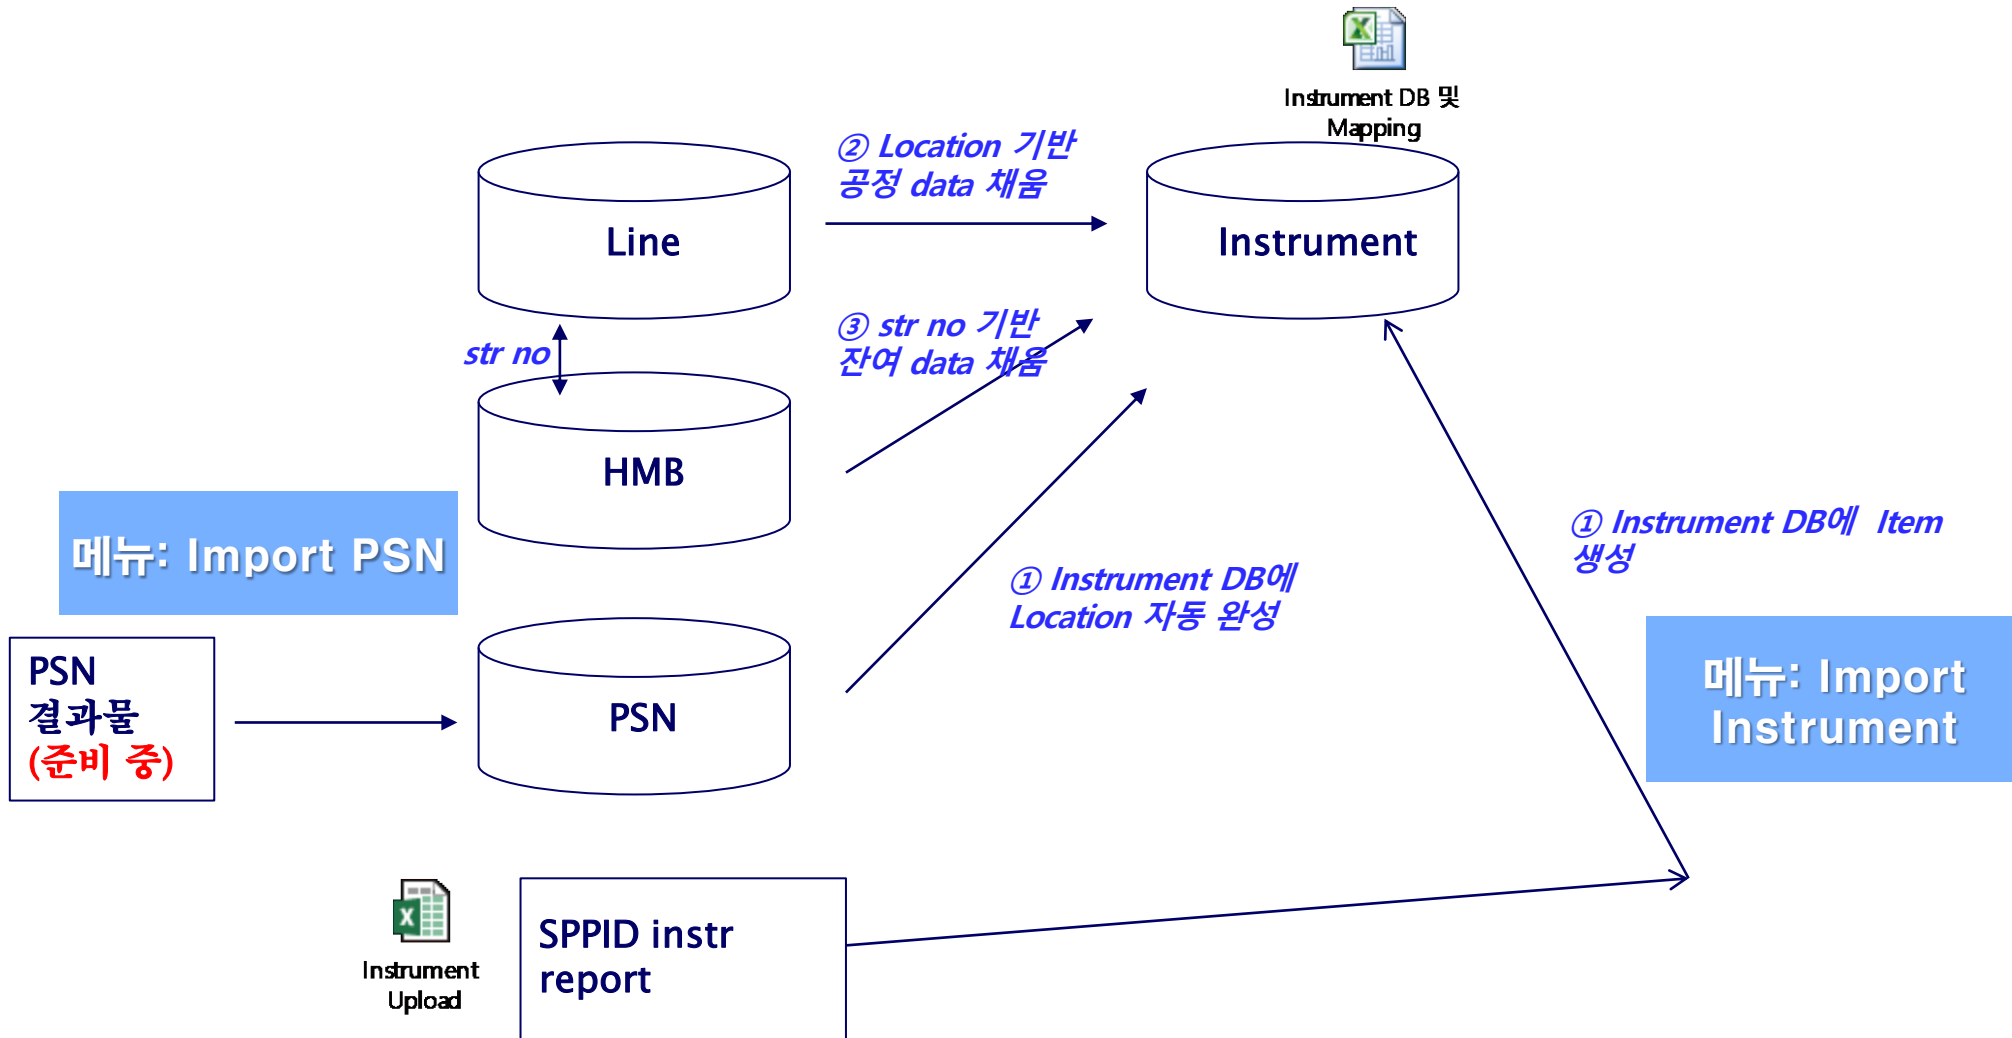 Instrument DB 및
Mapping
② Location 기반
공정 data 채움
Line
Instrument
③ str no 기반
잔여 data 채움
str no
HMB
메뉴: Import PSN
① Instrument DB에 Item
생성
① Instrument DB에
Location 자동 완성
PSN
결과물
(준비 중)
PSN
메뉴: Import
Instrument
Instrument
Upload
SPPID instr
report